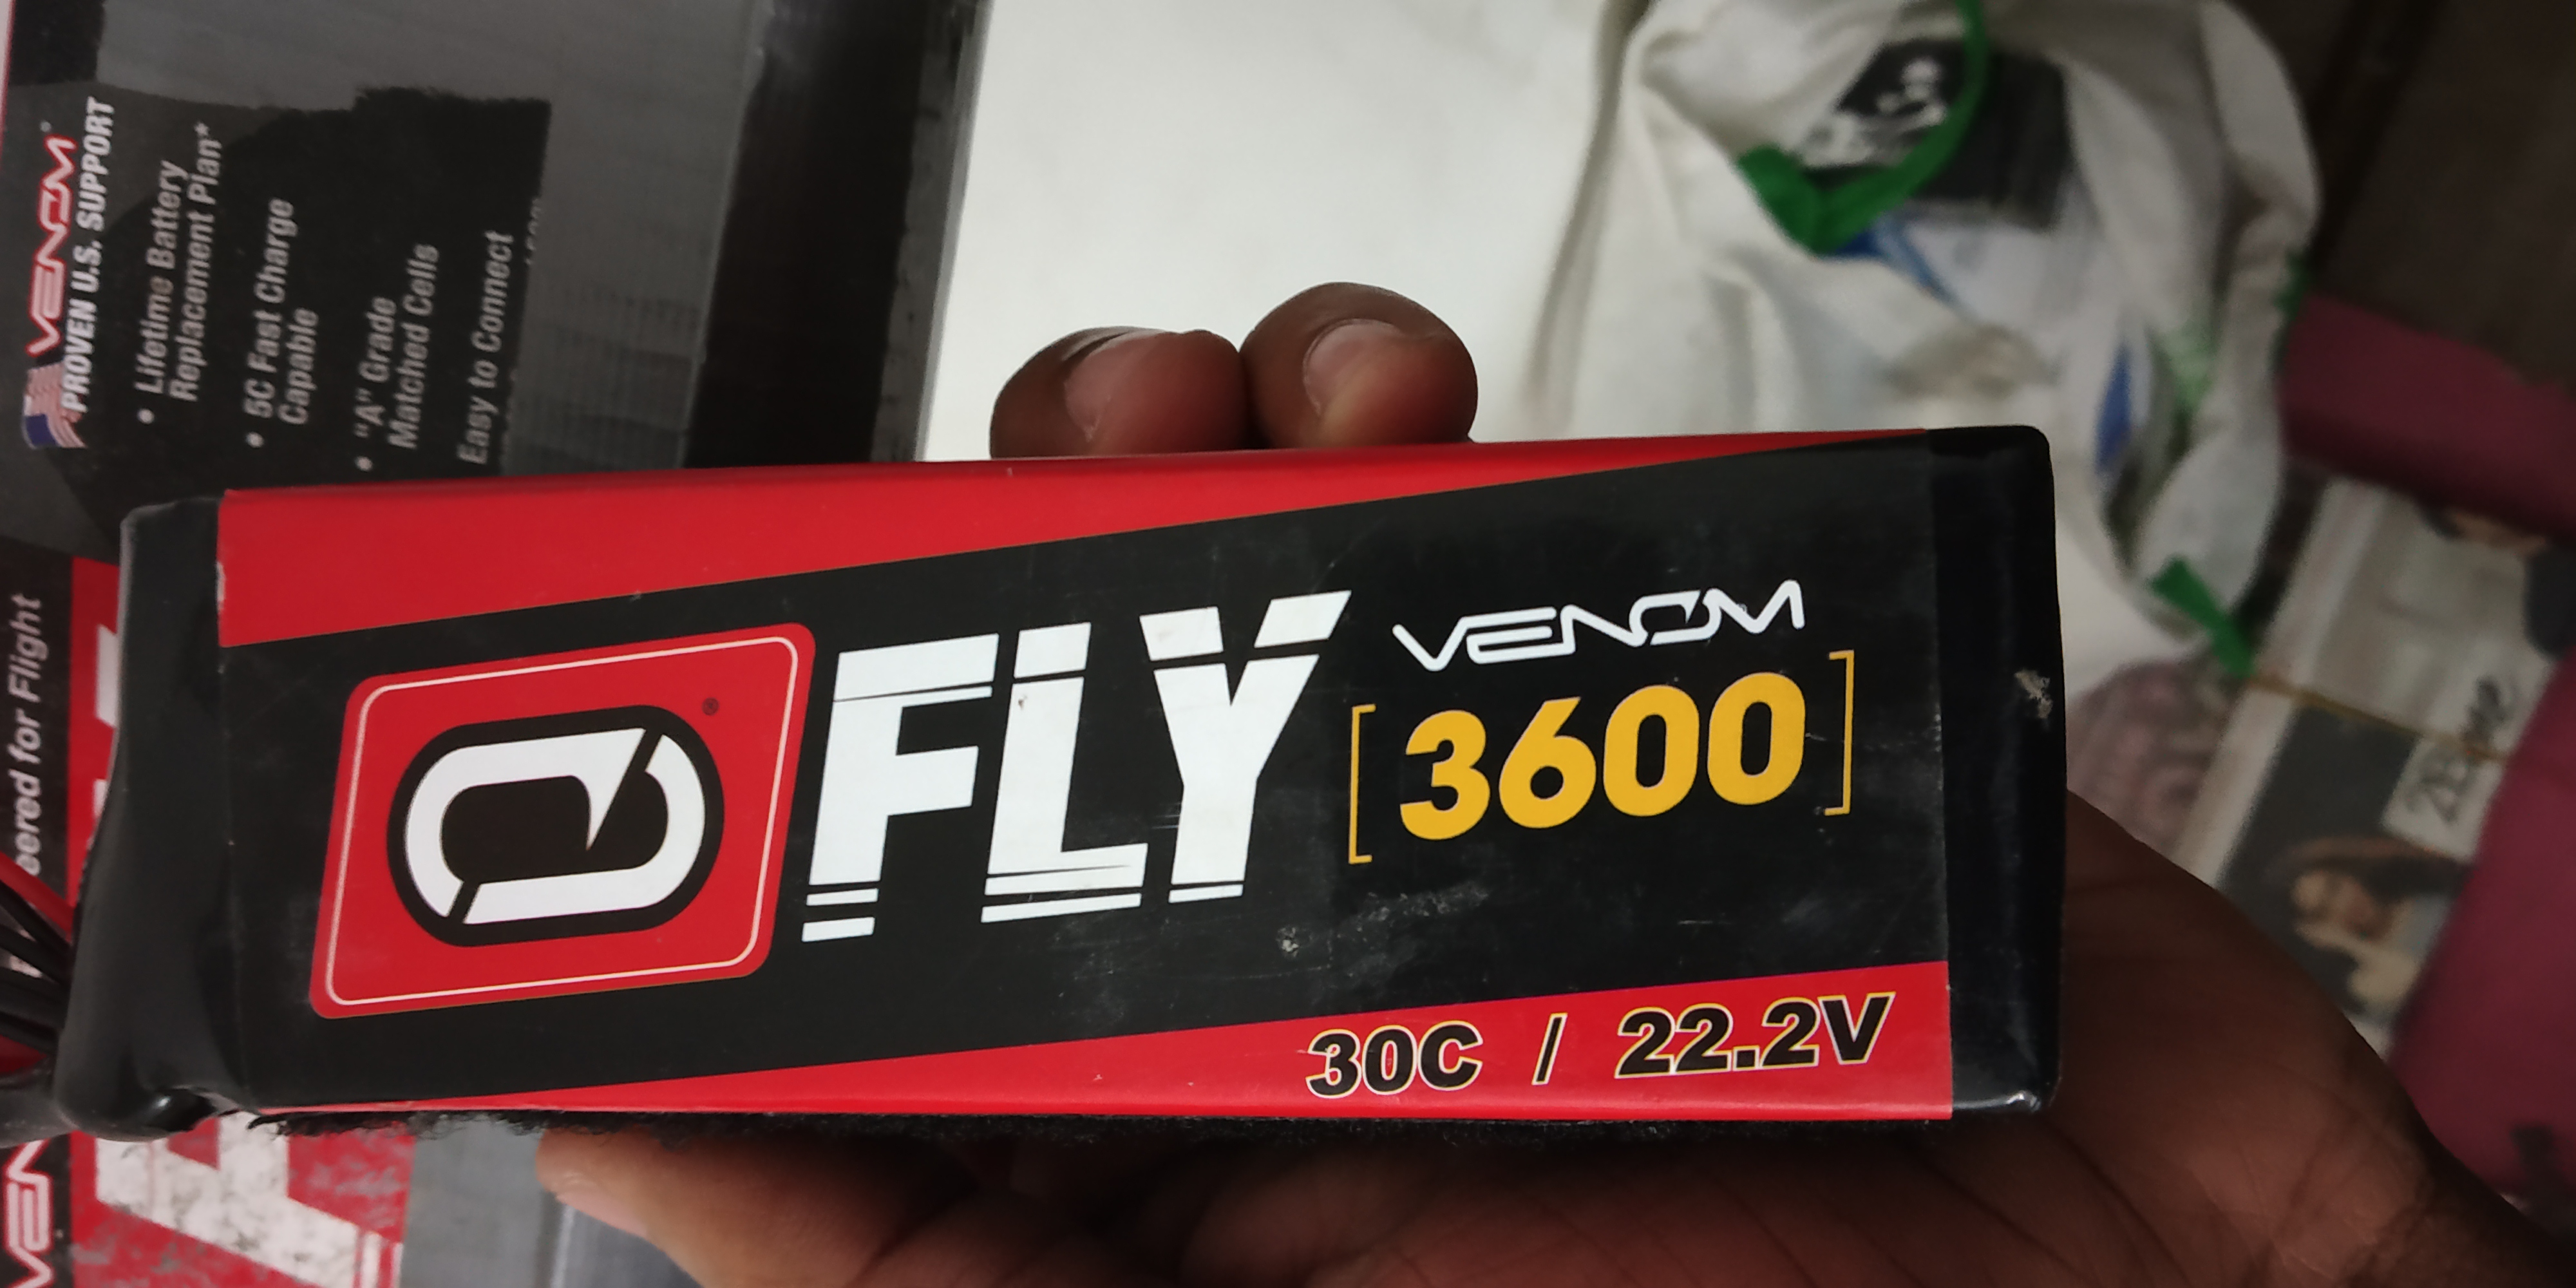 eered for Flight
VENOM
PROVEN U.S. SUPPORT
• Lifetime Battery
Replacement Plan*
• 5C Fast Charge
Capable
• "A" Grade
Matched Cells
Easy to Connect
FLY
VENOM
[3600]
30C / 22.2V